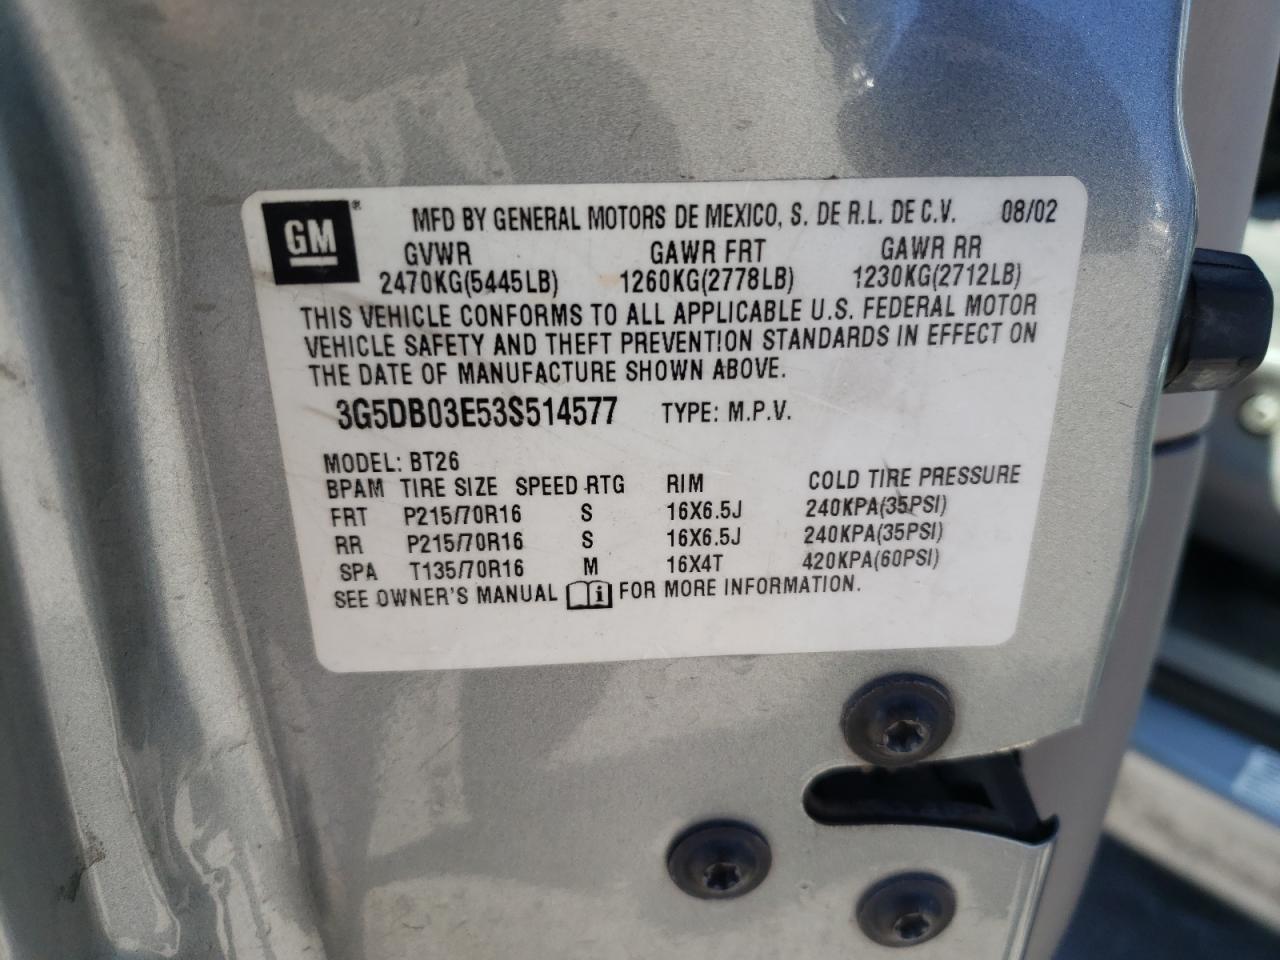 GM ® MFD BY GENERAL MOTORS DE MEXICO, S. DE R.L. DE C.V. 08/02
GVWR GAWR FRT GAWR RR
2470KG(5445LB) 1260KG(2778LB) 1230KG(2712LB)
THIS VEHICLE CONFORMS TO ALL APPLICABLE U.S. FEDERAL MOTOR
VEHICLE SAFETY AND THEFT PREVENTION STANDARDS IN EFFECT ON
THE DATE OF MANUFACTURE SHOWN ABOVE.
3G5DB03E53S514577 TYPE: M.P.V.
MODEL: BT26
BPAM TIRE SIZE SPEED RTG RIM COLD TIRE PRESSURE
FRT P215/70R16 S 16X6.5J 240KPA(35PSI)
RR P215/70R16 S 16X6.5J 240KPA(35PSI)
SPA T135/70R16 M 16X4T 420KPA(60PSI)
SEE OWNER'S MANUAL i FOR MORE INFORMATION.